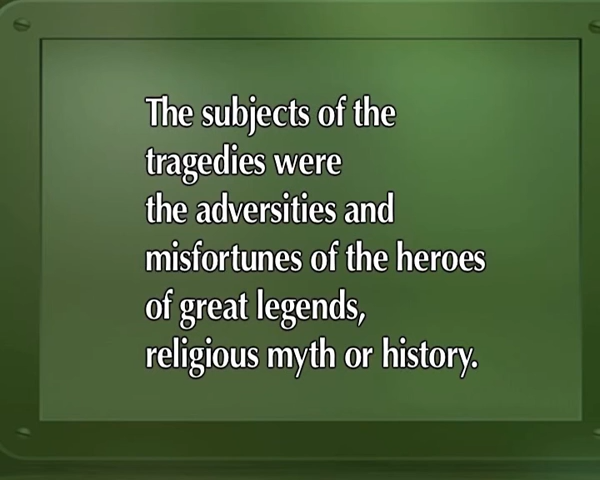 The subjects of the
tragedies were
the adversities and
misfortunes of the heroes
of great legends,
religious myth or history.